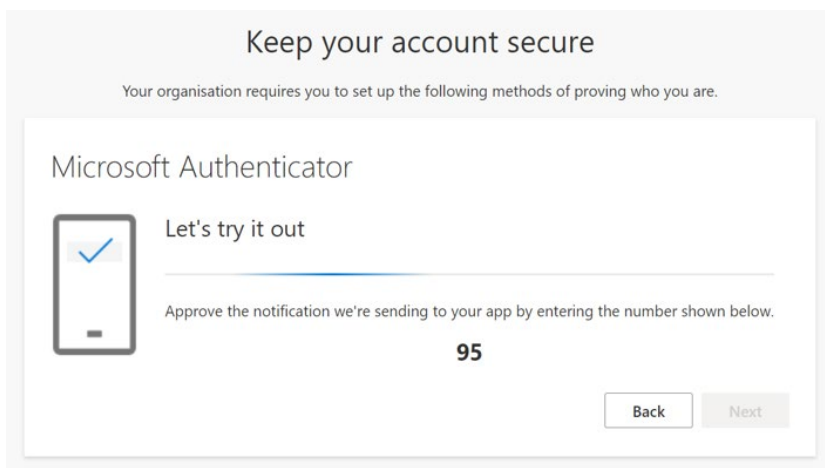 Keep your account secure
Your organisation requires you to set up the following methods of proving who you are.
Microsoft Authenticator
Let's try it out
Approve the notification we're sending to your app by entering the number shown below.
95
Back Next